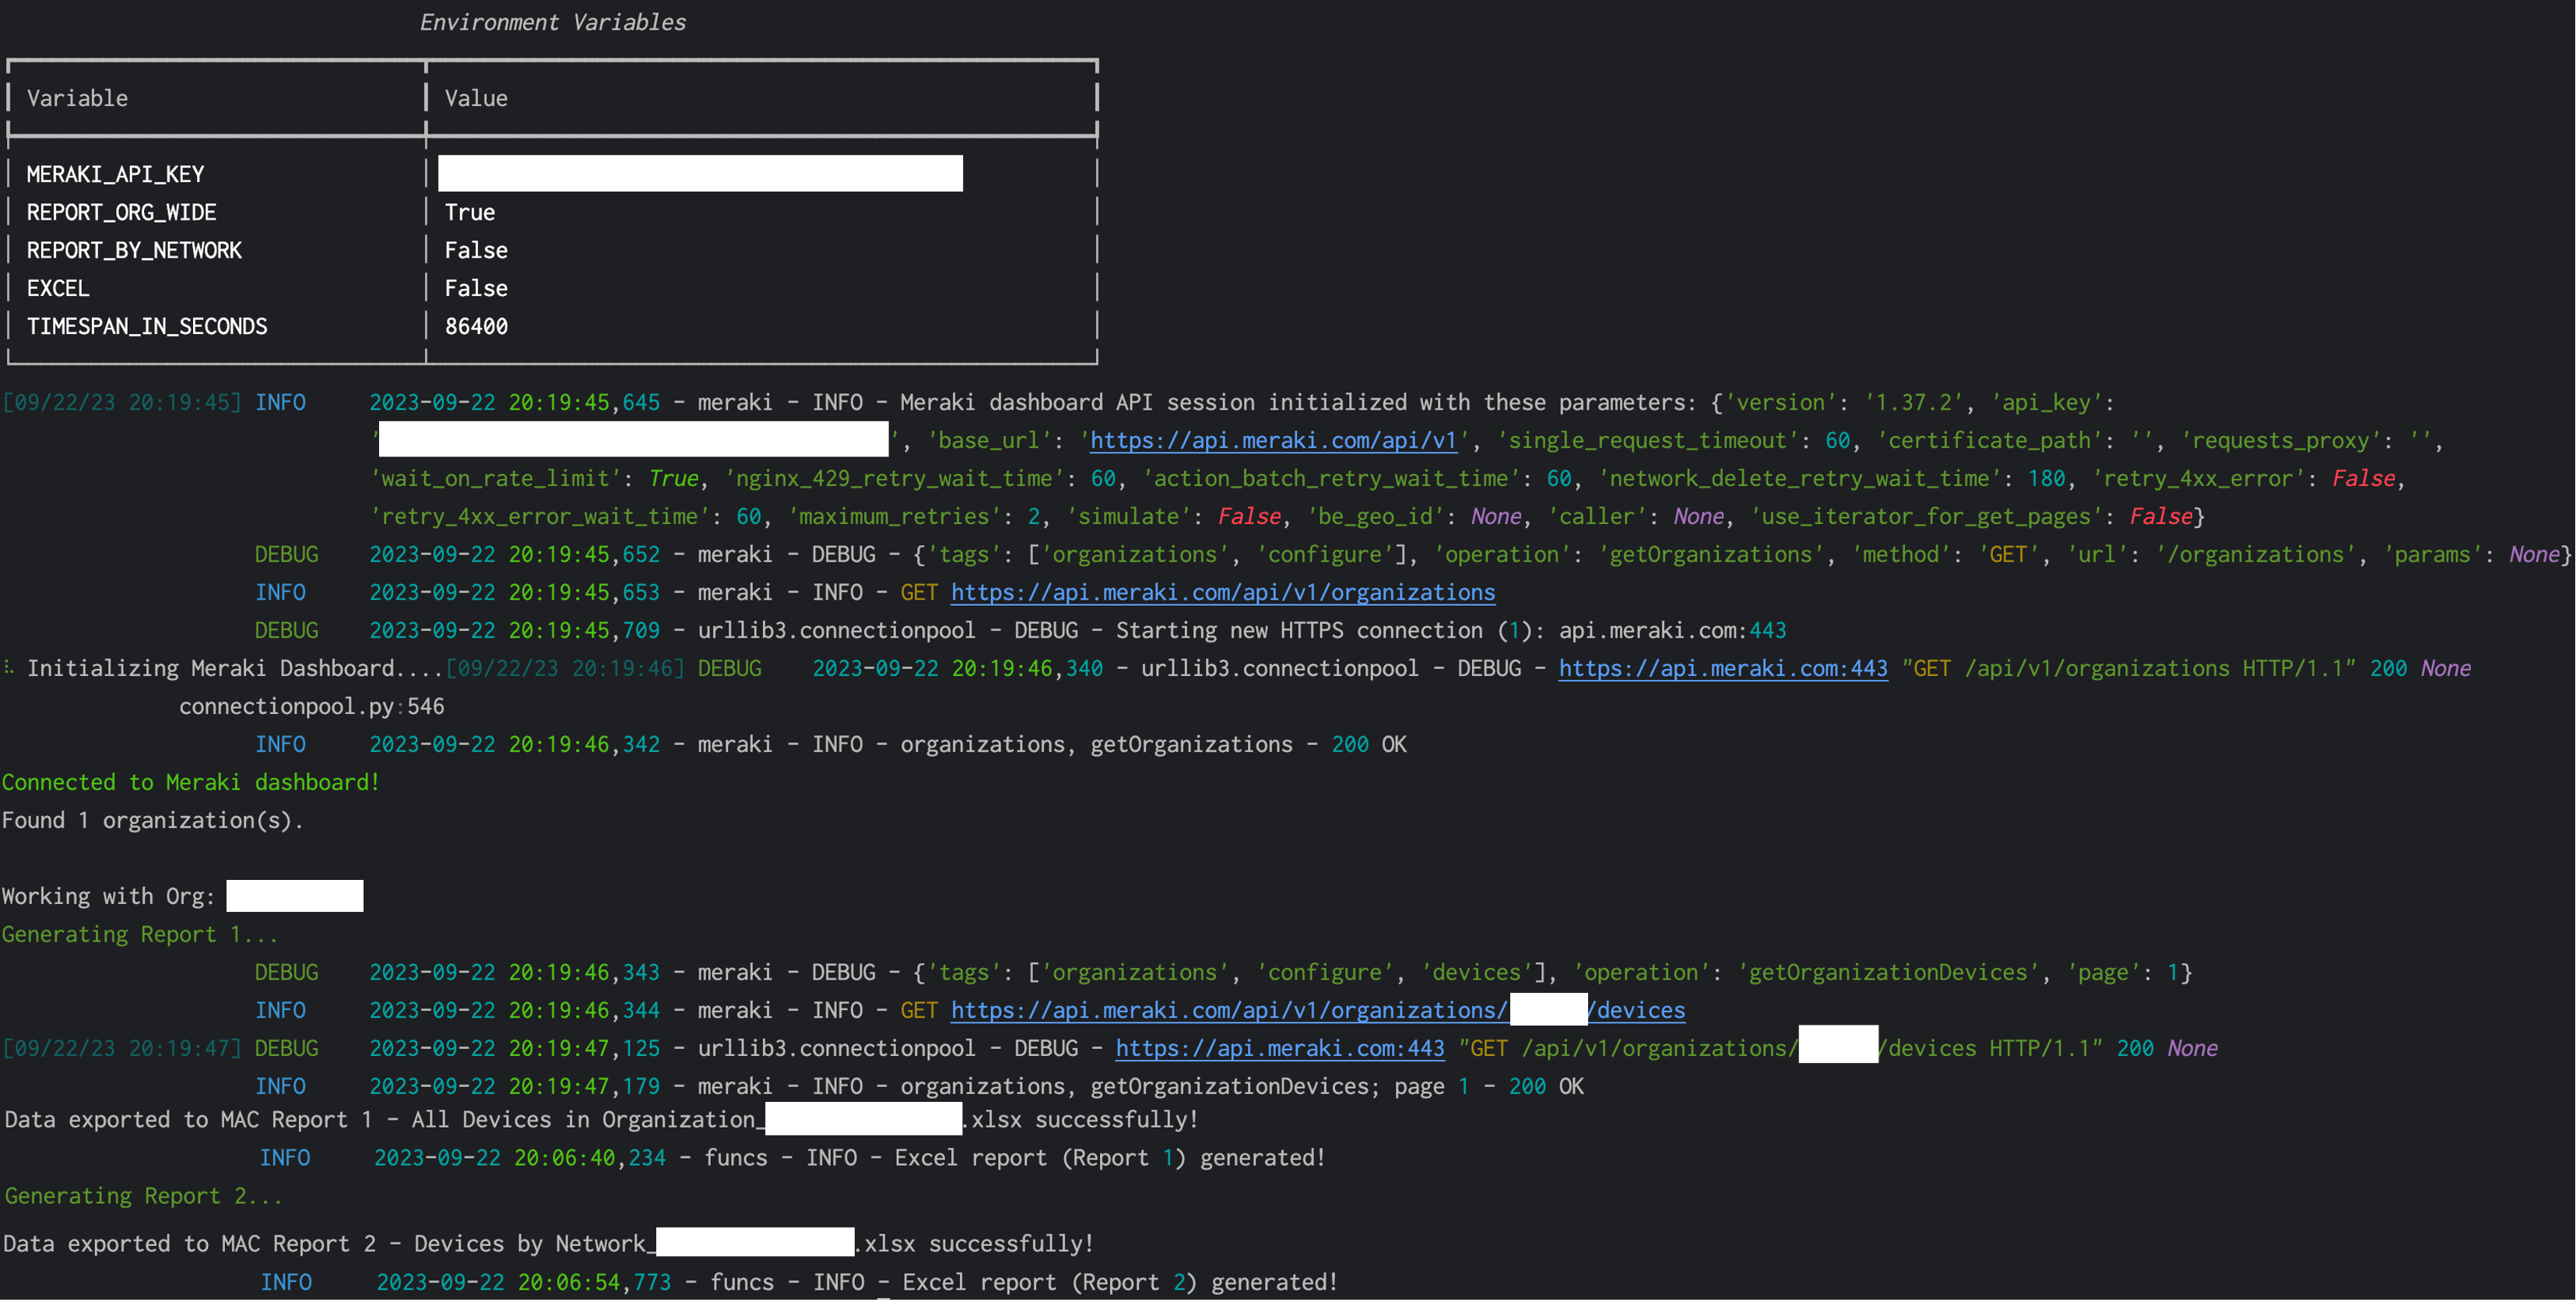 Environment Variables
Variable Value
MERAKI_API_KEY
REPORT_ORG_WIDE True
REPORT_BY_NETWORK False
EXCEL False
TIMESPAN_IN_SECONDS 86400
[09/22/23 20:19:45] INFO 2023-09-22 20:19:45,645 - meraki - INFO - Meraki dashboard API session initialized with these parameters: {'version': '1.37.2', 'api_key':
'', 'base_url': 'https://api.meraki.com/api/v1', 'single_request_timeout': 60, 'certificate_path': '', 'requests_proxy': '',
'wait_on_rate_limit': True, 'nginx_429_retry_wait_time': 60, 'action_batch_retry_wait_time': 60, 'network_delete_retry_wait_time': 180, 'retry_4xx_error': False,
'retry_4xx_error_wait_time': 60, 'maximum_retries': 2, 'simulate': False, 'be_geo_id': None, 'caller': None, 'use_iterator_for_get_pages': False}
DEBUG 2023-09-22 20:19:45,652 - meraki - DEBUG - {'tags': ['organizations', 'configure'], 'operation': 'getOrganizations', 'method': 'GET', 'url': '/organizations', 'params': None}
INFO 2023-09-22 20:19:45,653 - meraki - INFO - GET https://api.meraki.com/api/v1/organizations
DEBUG 2023-09-22 20:19:45,709 - urllib3.connectionpool - DEBUG - Starting new HTTPS connection (1): api.meraki.com:443
Initializing Meraki Dashboard....[09/22/23 20:19:46] DEBUG 2023-09-22 20:19:46,340 - urllib3.connectionpool - DEBUG - https://api.meraki.com:443 "GET /api/v1/organizations HTTP/1.1" 200 None
connectionpool.py:546
INFO 2023-09-22 20:19:46,342 - meraki - INFO - organizations, getOrganizations - 200 OK
Connected to Meraki dashboard!
Found 1 organization(s).
Working with Org:
Generating Report 1...
DEBUG 2023-09-22 20:19:46,343 - meraki - DEBUG - {'tags': ['organizations', 'configure', 'devices'], 'operation': 'getOrganizationDevices', 'page': 1}
INFO 2023-09-22 20:19:46,344 - meraki - INFO - GET https://api.meraki.com/api/v1/organizations/ /devices
[09/22/23 20:19:47] DEBUG 2023-09-22 20:19:47,125 - urllib3.connectionpool - DEBUG - https://api.meraki.com:443 "GET /api/v1/organizations/ /devices HTTP/1.1" 200 None
INFO 2023-09-22 20:19:47,179 - meraki - INFO - organizations, getOrganizationDevices; page 1 - 200 OK
Data exported to MAC Report 1 - All Devices in Organization_ .xlsx successfully!
INFO 2023-09-22 20:06:40,234 - funcs - INFO - Excel report (Report 1) generated!
Generating Report 2...
Data exported to MAC Report 2 - Devices by Network_ .xlsx successfully!
INFO 2023-09-22 20:06:54,773 - funcs - INFO - Excel report (Report 2) generated!